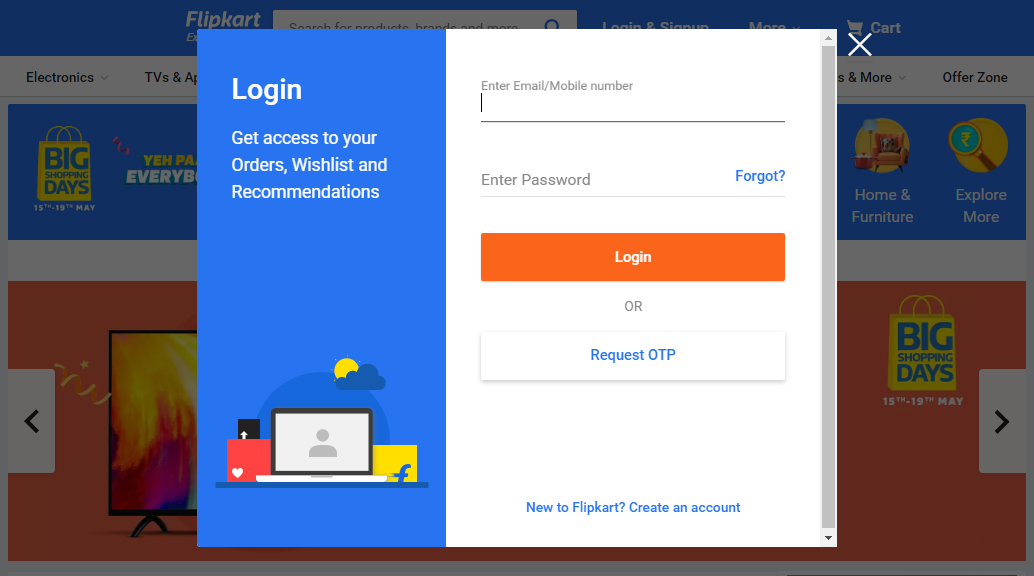 Flipkart
Search for products, brands and more
Login & Signup
More
Cart
Electronics
TVs &
& More
Offer Zone
Login
Get access to your
Orders, Wishlist and
Recommendations
Enter Email/Mobile number
Enter Password
Forgot?
Login
OR
Request OTP
New to Flipkart? Create an account
BIG
SHOPPING
DAYS
15TH-19TH MAY
YEH
Home &
Furniture
Explore
More
BIG
SHOPPING
DAYS
15TH-19TH MAY